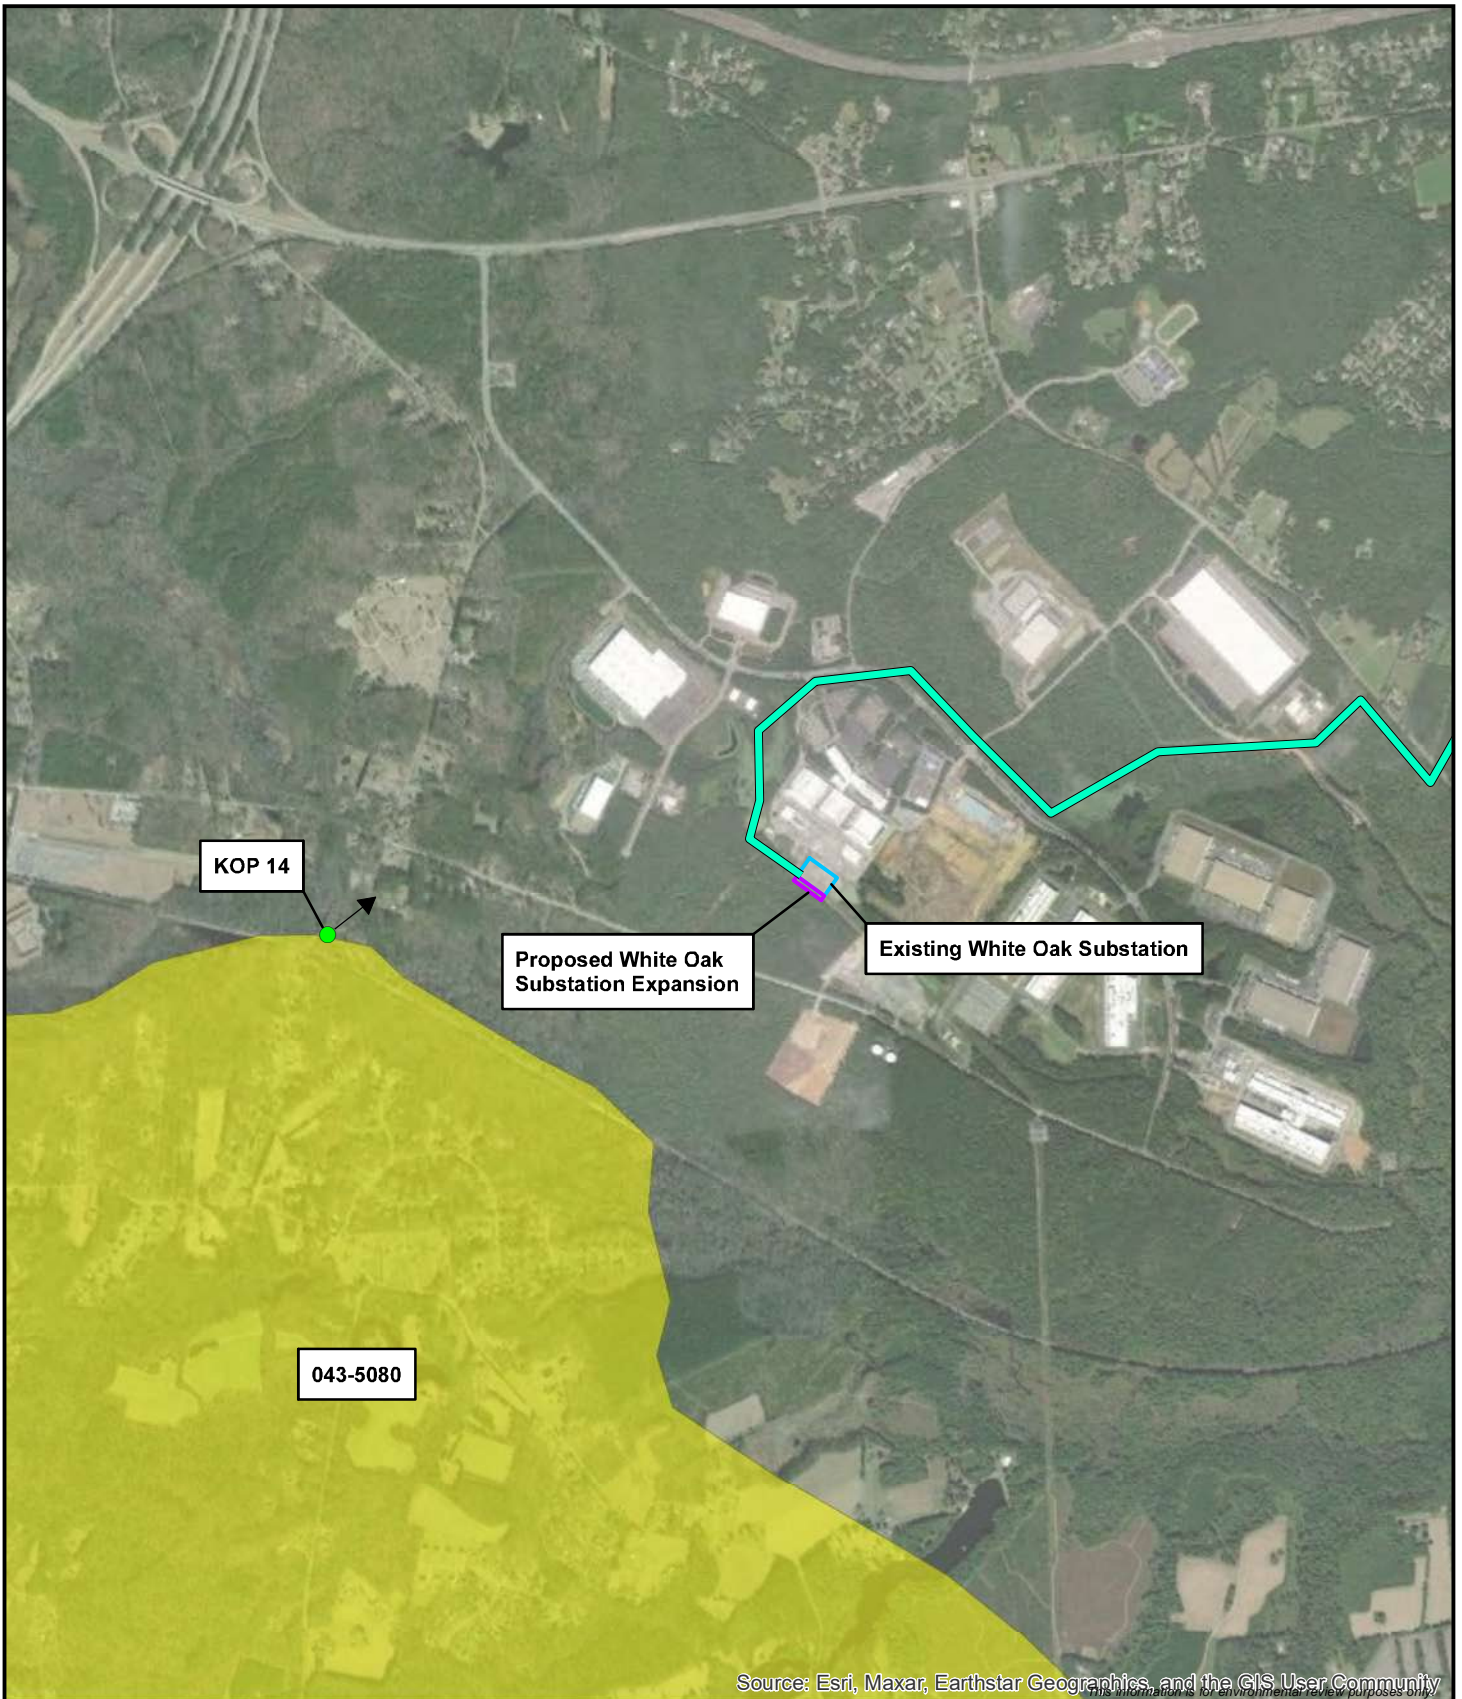 KOP 14
Proposed White Oak
Substation Expansion
Existing White Oak Substation
043-5080
Source: Esri, Maxar, Earthstar Geographics, and the GIS User Community
This information is for environmental review purposes only.